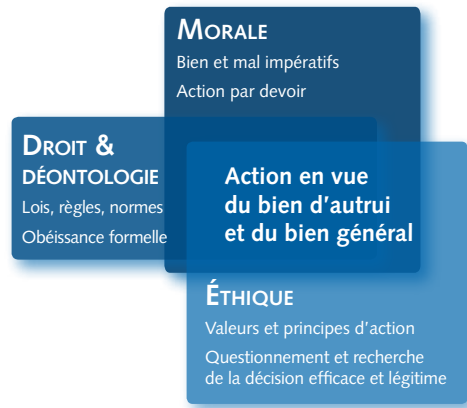 MORALE
Bien et mal impératifs
Action par devoir
DROIT &
DÉONTOLOGIE
Lois, règles, normes
Obéissance formelle
Action en vue
du bien d'autrui
et du bien général
ÉTHIQUE
Valeurs et principes d'action
Questionnement et recherche
de la décision efficace et légitime